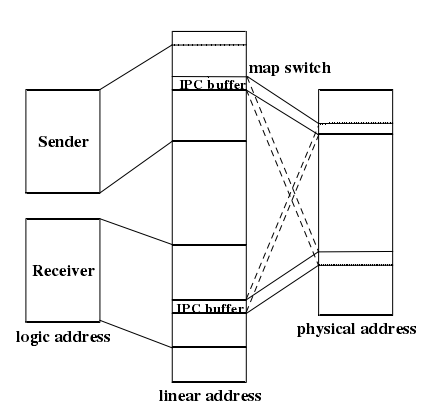 map switch
IPC buffer
Sender
Receiver
IPC buffer
logic address
physical address
linear address